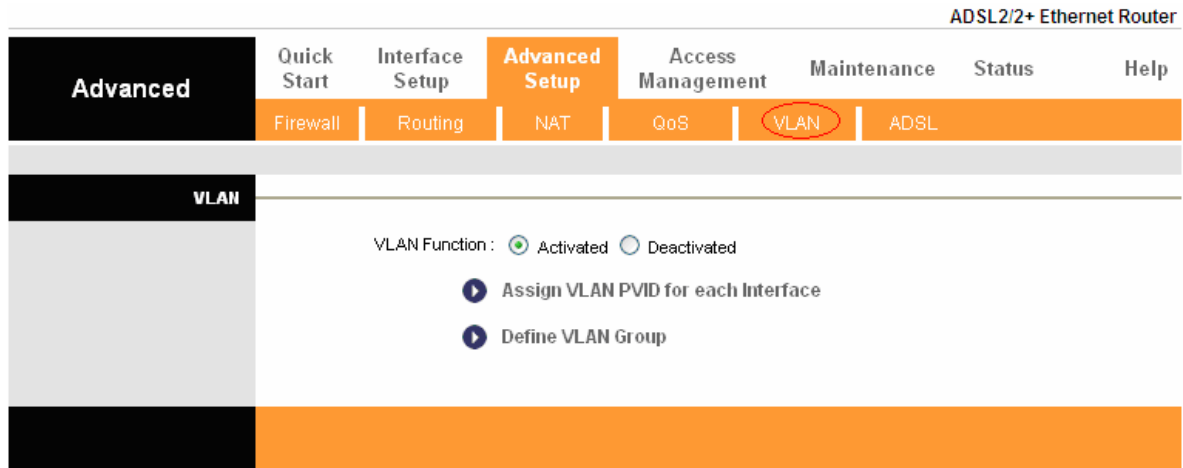 ADSL2/2+ Ethernet Router
Advanced
Quick Start
Interface Setup
Advanced Setup
Access Management
Maintenance
Status
Help
Firewall
Routing
NAT
QoS
VLAN
ADSL
VLAN
VLAN Function : Activated Deactivated
Assign VLAN PVID for each Interface
Define VLAN Group